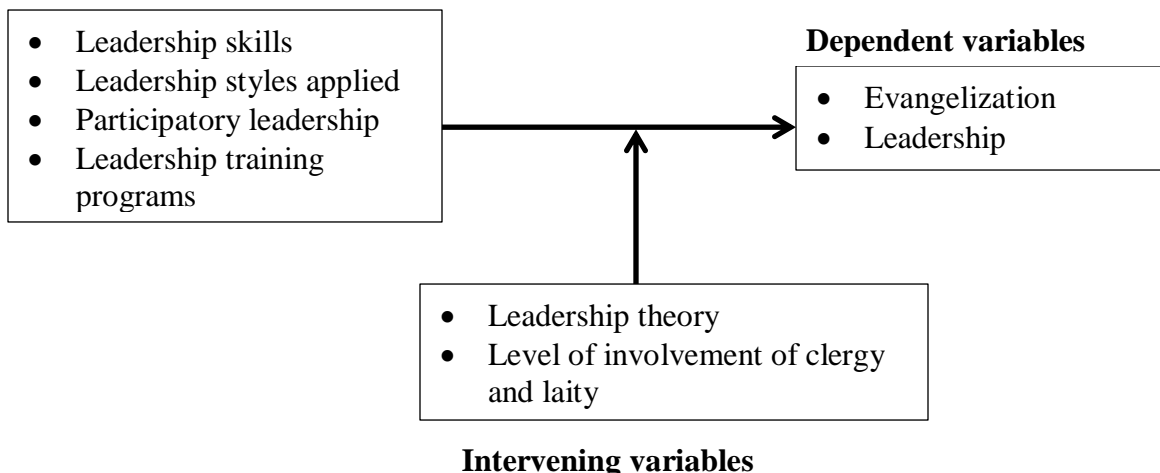 • Leadership skills
• Leadership styles applied
• Participatory leadership
• Leadership training
programs
Dependent variables
• Evangelization
• Leadership
• Leadership theory
• Level of involvement of clergy
and laity
Intervening variables